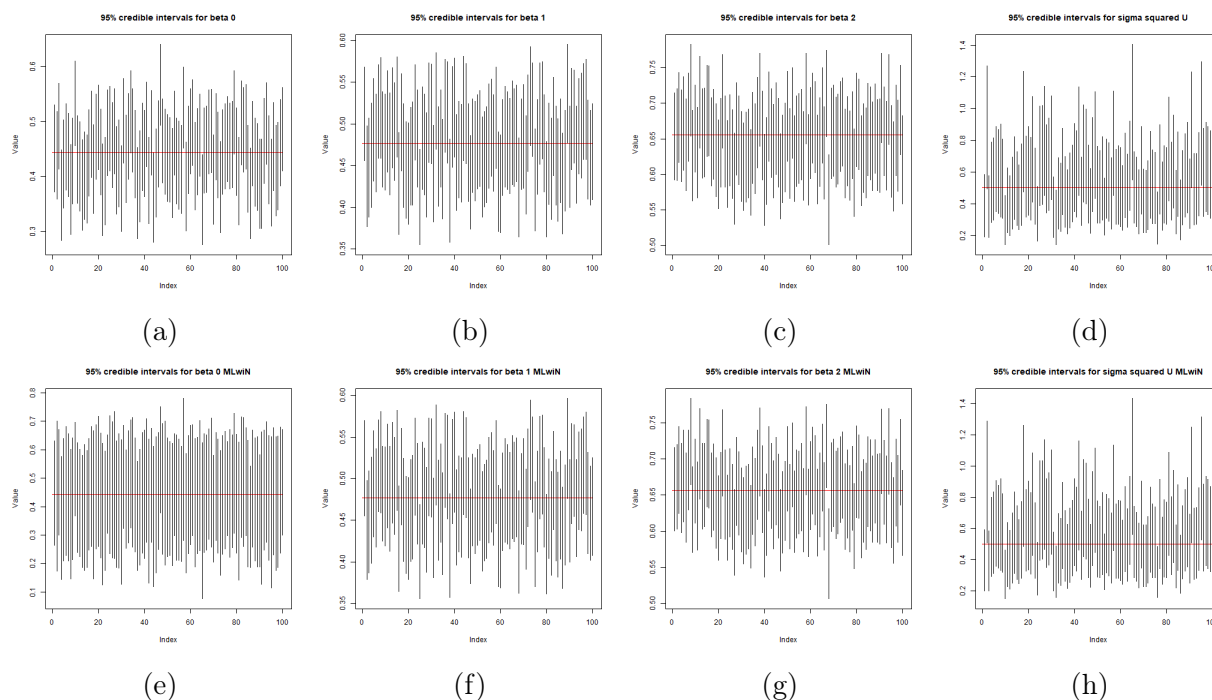 95% credible intervals for beta 0
Value
0.3 0.4 0.5 0.6
0 20 40 60 80 100
Index
(a)
95% credible intervals for beta 1
Value
0.35 0.40 0.45 0.50 0.55 0.60
0 20 40 60 80 100
Index
(b)
95% credible intervals for beta 2
Value
0.50 0.55 0.60 0.65 0.70 0.75
0 20 40 60 80 100
Index
(c)
95% credible intervals for sigma squared U
Value
0.2 0.4 0.6 0.8 1.0 1.2 1.4
0 20 40 60 80 100
Index
(d)
95% credible intervals for beta 0 MLwiN
Value
0.1 0.2 0.3 0.4 0.5 0.6 0.7 0.8
0 20 40 60 80 100
Index
(e)
95% credible intervals for beta 1 MLwiN
Value
0.35 0.40 0.45 0.50 0.55 0.60
0 20 40 60 80 100
Index
(f)
95% credible intervals for beta 2 MLwiN
Value
0.50 0.55 0.60 0.65 0.70 0.75
0 20 40 60 80 100
Index
(g)
95% credible intervals for sigma squared U MLwiN
Value
0.2 0.4 0.6 0.8 1.0 1.2 1.4
0 20 40 60 80 100
Index
(h)